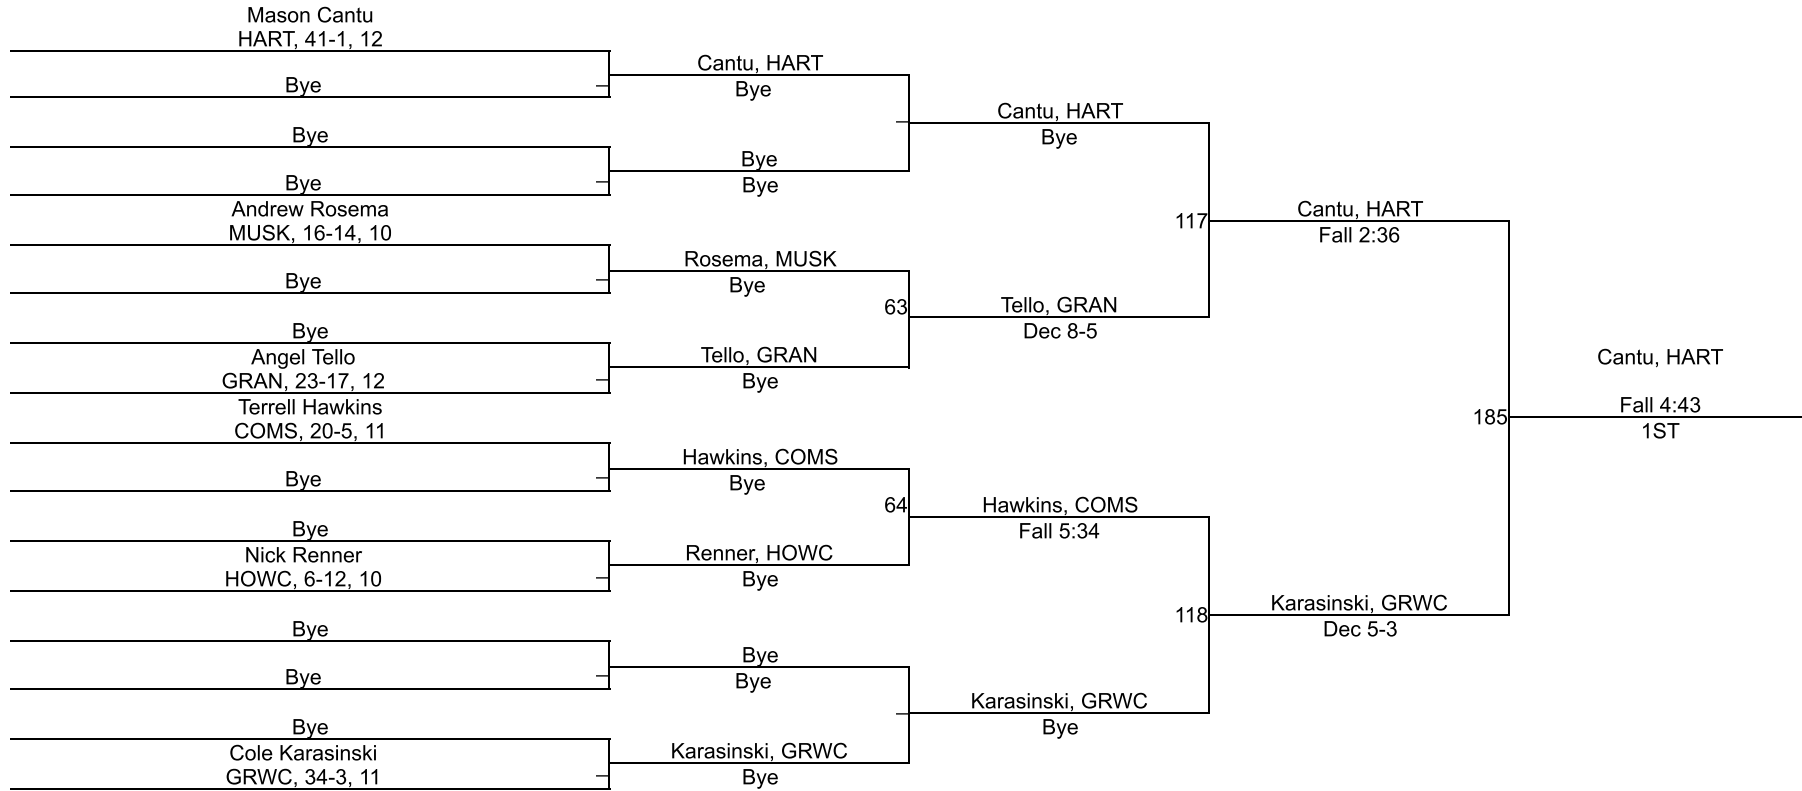 Mason Cantu
HART, 41-1, 12
Bye
Bye
Bye
Andrew Rosema
MUSK, 16-14, 10
Bye
Bye
Angel Tello
GRAN, 23-17, 12
Terrell Hawkins
COMS, 20-5, 11
Bye
Bye
Nick Renner
HOWC, 6-12, 10
Bye
Bye
Bye
Cole Karasinski
GRWC, 34-3, 11
Cantu, HART
Bye
Bye
Bye
Rosema, MUSK
Bye
63
Tello, GRAN
Bye
Hawkins, COMS
Bye
64
Renner, HOWC
Bye
Bye
Bye
Karasinski, GRWC
Bye
Cantu, HART
Bye
117
Tello, GRAN
Dec 8-5
Hawkins, COMS
Fall 5:34
118
Karasinski, GRWC
Bye
Cantu, HART
Fall 2:36
185
Karasinski, GRWC
Dec 5-3
Cantu, HART
Fall 4:43
1ST